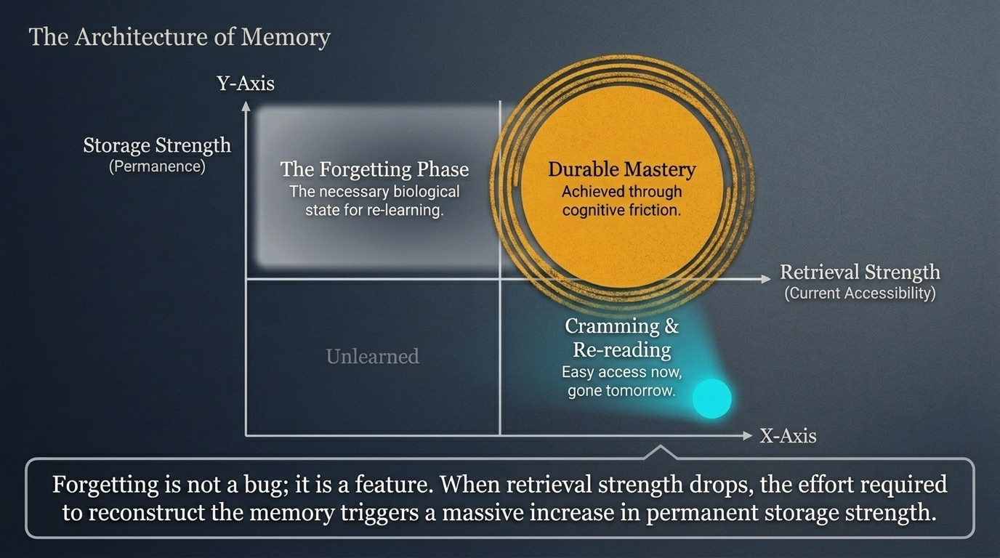 The Architecture of Memory
Y-Axis
Storage Strength
(Permanence)
The Forgetting Phase
The necessary biological
state for re-learning.
Durable Mastery
Achieved through
cognitive friction.
Retrieval Strength
(Current Accessibility)
Unlearned
Cramming &
Re-reading
Easy access now,
gone tomorrow.
X-Axis
Forgetting is not a bug; it is a feature. When retrieval strength drops, the effort required
to reconstruct the memory triggers a massive increase in permanent storage strength.